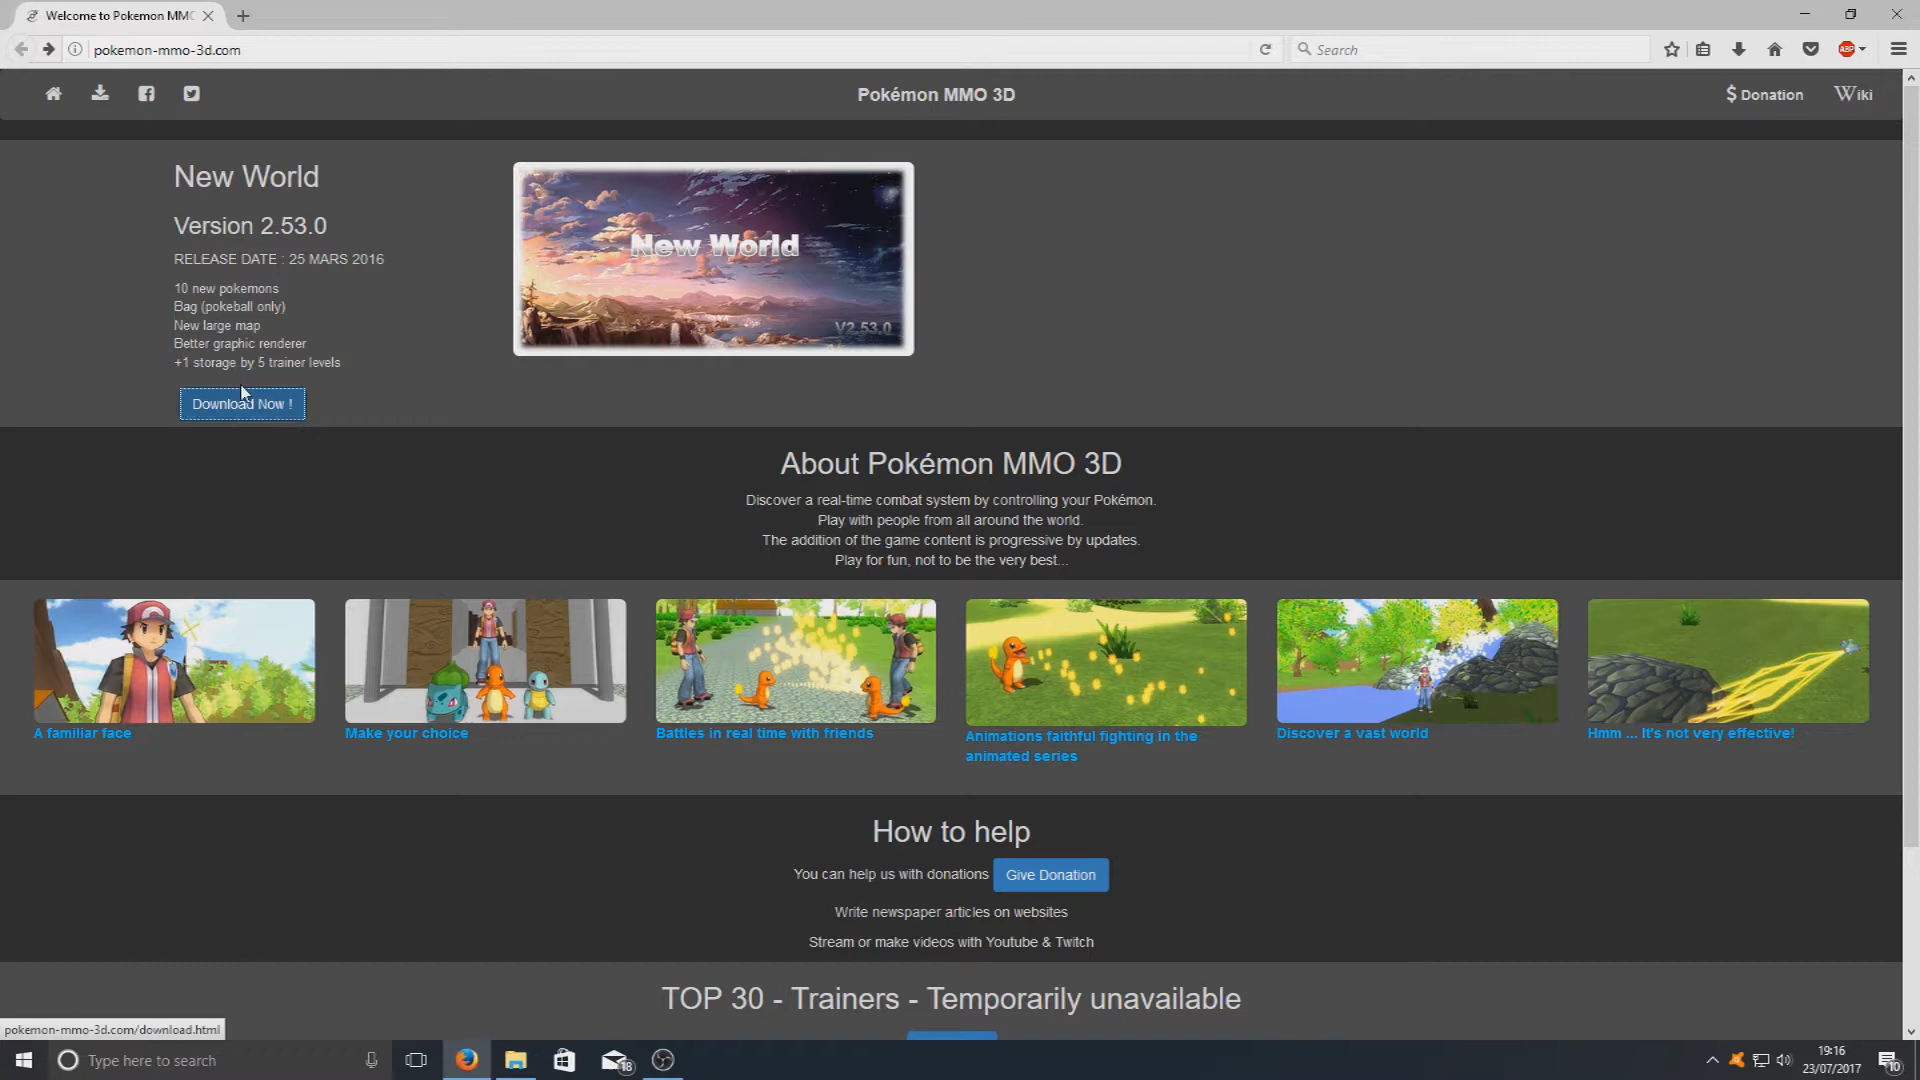 Welcome to Pokemon MMO
pokemon-mmo-3d.com
Search
ABP
Pokémon MMO 3D
$ Donation
Wiki
New World
Version 2.53.0
RELEASE DATE : 25 MARS 2016
10 new pokemons
Bag (pokeball only)
New large map
Better graphic renderer
+1 storage by 5 trainer levels
Download Now !
New World
V2.53.0
About Pokémon MMO 3D
Discover a real-time combat system by controlling your Pokémon.
Play with people from all around the world.
The addition of the game content is progressive by updates.
Play for fun, not to be the very best...
A familiar face
Make your choice
Battles in real time with friends
Animations faithful fighting in the
animated series
Discover a vast world
Hmm ... It's not very effective!
How to help
You can help us with donations
Give Donation
Write newspaper articles on websites
Stream or make videos with Youtube & Twitch
TOP 30 - Trainers - Temporarily unavailable
pokemon-mmo-3d.com/download.html
Type here to search
18
19:16
23/07/2017
10